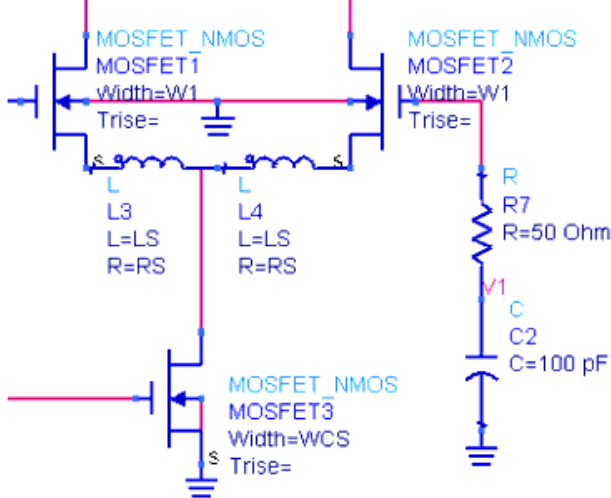 MOSFET_NMOS
MOSFET1
Width=W1
Trise=
MOSFET_NMOS
MOSFET2
Width=W1
Trise=
S
S
L
L3
L=LS
R=RS
L
L4
L=LS
R=RS
R
R7
R=50 Ohm
V1
C
C2
C=100 pF
MOSFET_NMOS
MOSFET3
Width=WCS
Trise=
S